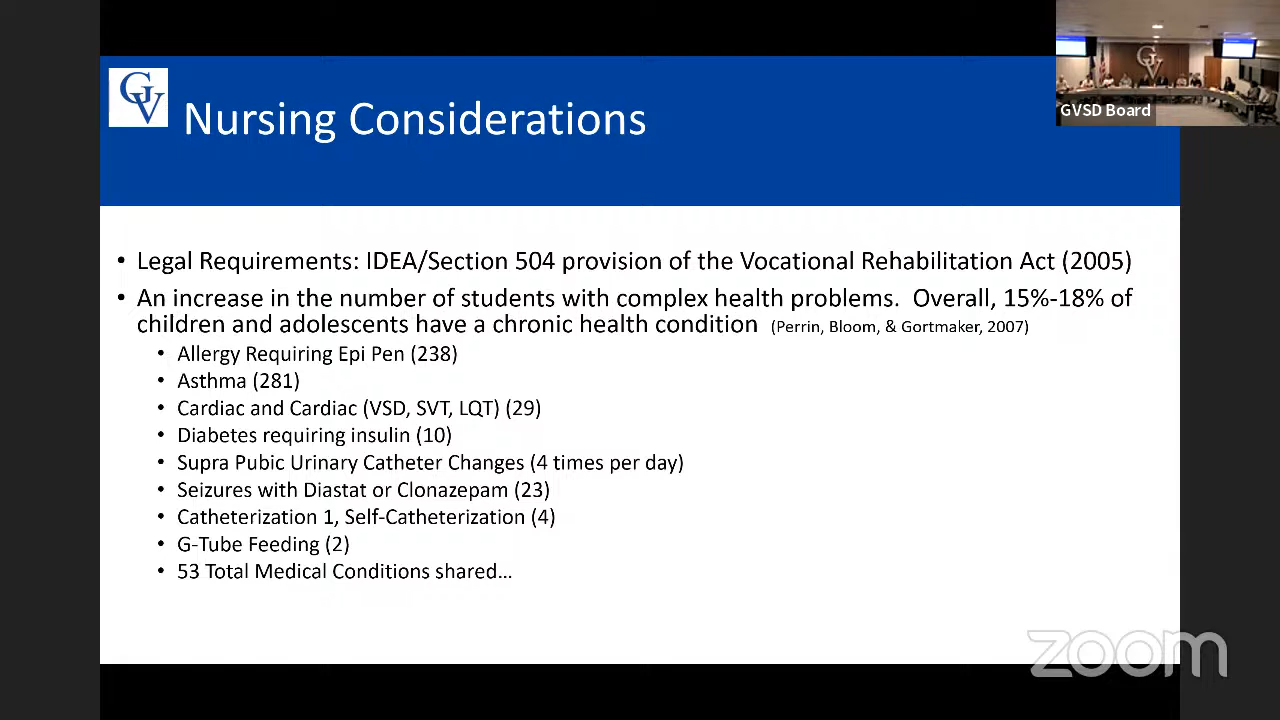 GV
Nursing Considerations
GV
GVSD Board
• Legal Requirements: IDEA/Section 504 provision of the Vocational Rehabilitation Act (2005)
• An increase in the number of students with complex health problems.  Overall, 15%-18% of
children and adolescents have a chronic health condition (Perrin, Bloom, & Gortmaker, 2007)
• Allergy Requiring Epi Pen (238)
• Asthma (281)
• Cardiac and Cardiac (VSD, SVT, LQT) (29)
• Diabetes requiring insulin (10)
• Supra Pubic Urinary Catheter Changes (4 times per day)
• Seizures with Diastat or Clonazepam (23)
• Catheterization 1, Self-Catheterization (4)
• G-Tube Feeding (2)
• 53 Total Medical Conditions shared…
zoom